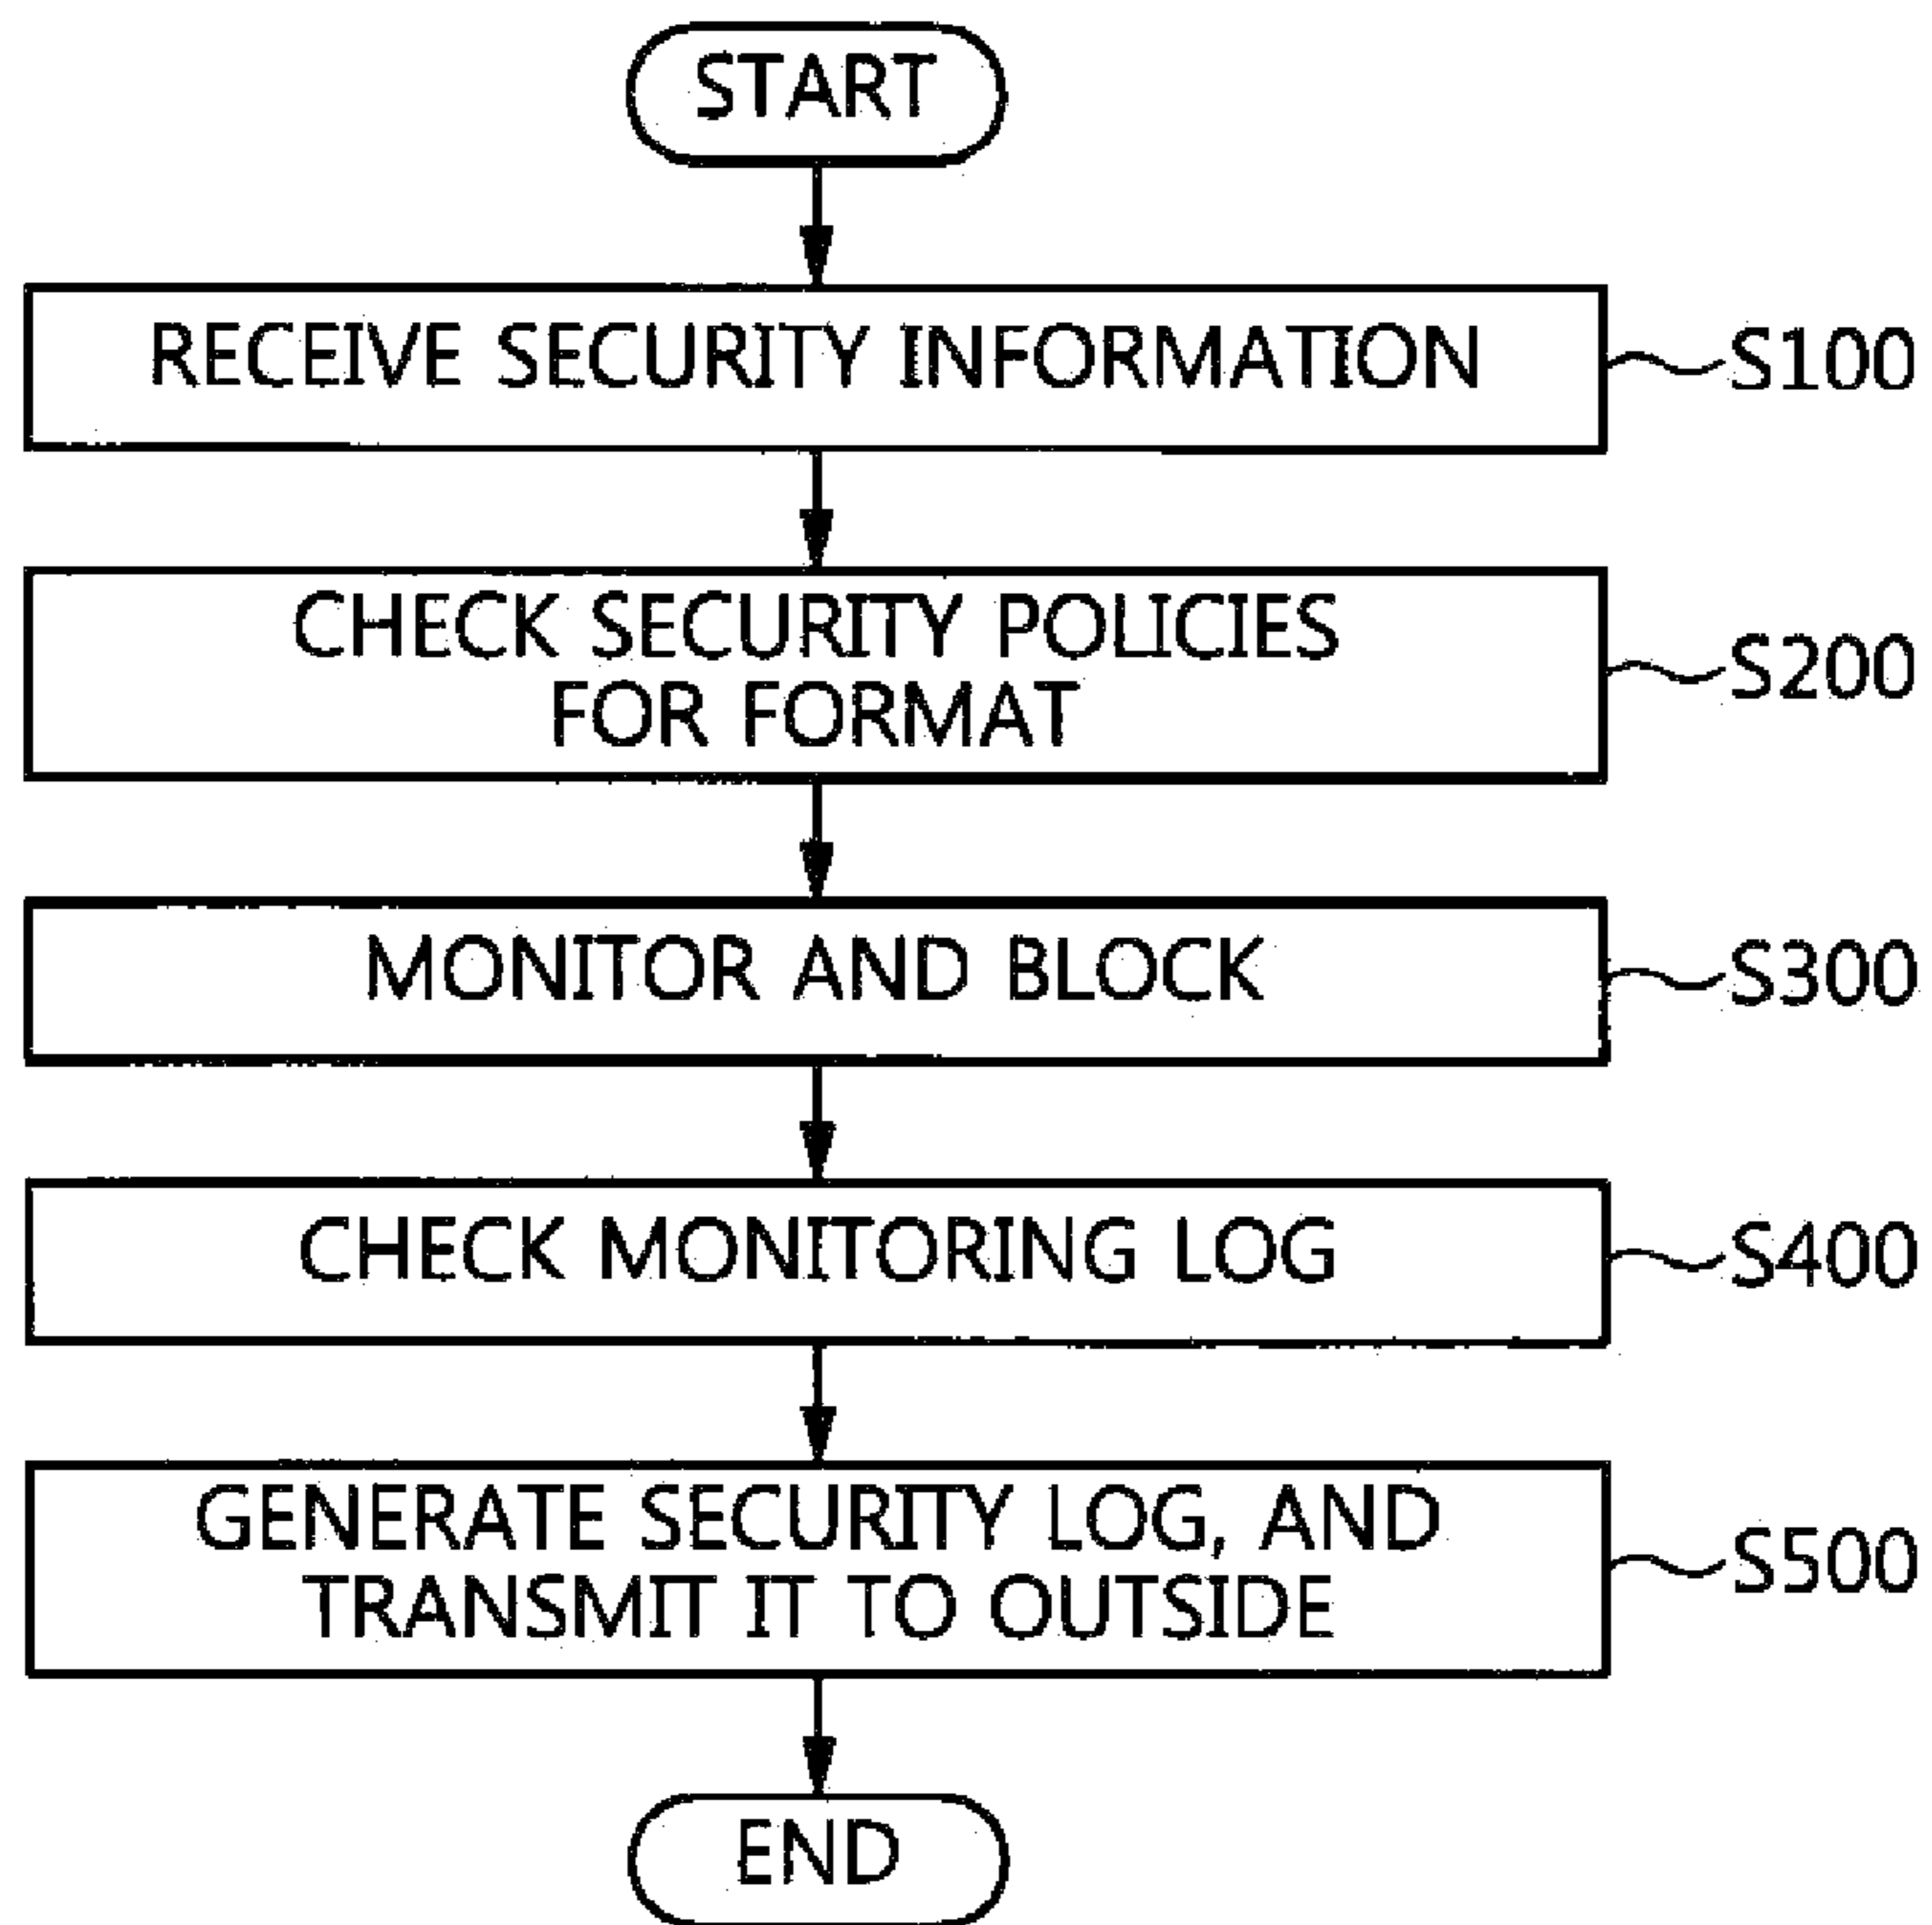 START
RECEIVE SECURITY INFORMATION
S100
CHECK SECURITY POLICIES
FOR FORMAT
S200
MONITOR AND BLOCK
S300
CHECK MONITORING LOG
S400
GENERATE SECURITY LOG, AND
TRANSMIT IT TO OUTSIDE
S500
END